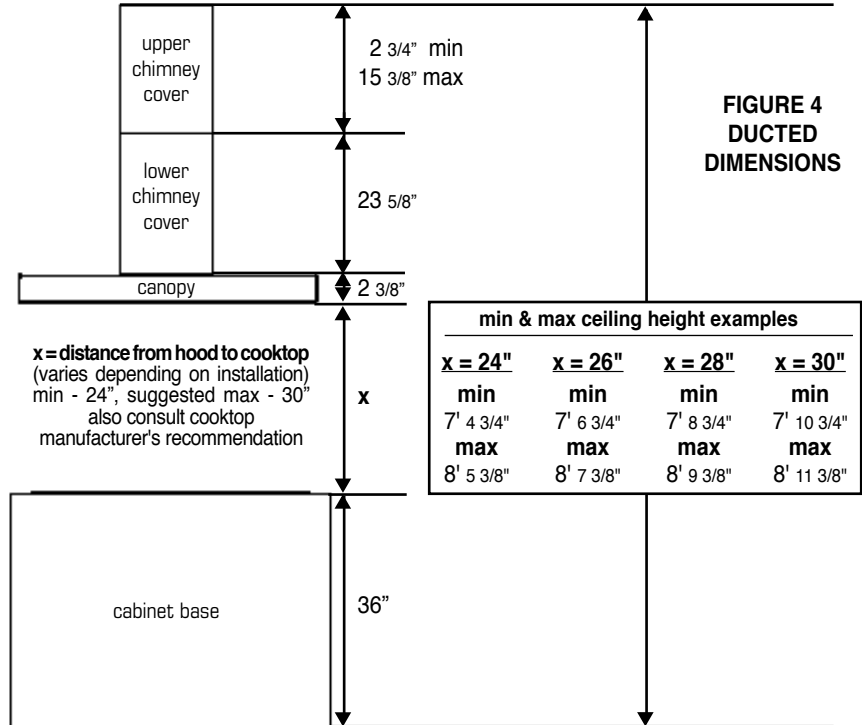 upper
chimney
cover
2 3/4" min
15 3/8" max
FIGURE 4
DUCTED
DIMENSIONS
lower
chimney
cover
23 5/8"
canopy
2 3/8"
x = distance from hood to cooktop
(varies depending on installation)
min - 24", suggested max - 30"
also consult cooktop
manufacturer's recommendation
x
min & max ceiling height examples
x = 24" x = 26" x = 28" x = 30"
min min min min
7' 4 3/4" 7' 6 3/4" 7' 8 3/4" 7' 10 3/4"
max max max max
8' 5 3/8" 8' 7 3/8" 8' 9 3/8" 8' 11 3/8"
cabinet base
36"